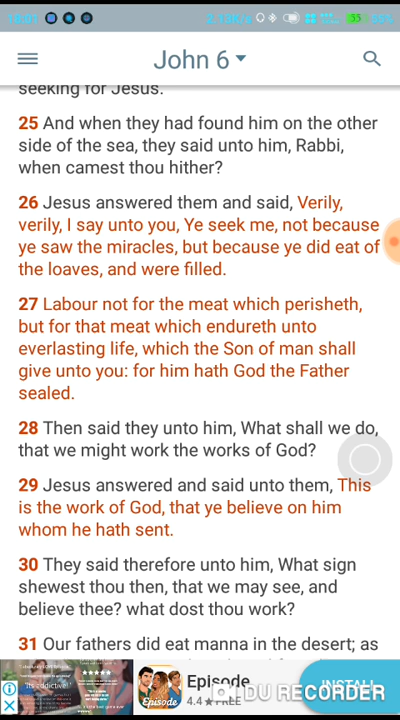 John 6
seeking for Jesus.
25 And when they had found him on the other
side of the sea, they said unto him, Rabbi,
when camest thou hither?
26 Jesus answered them and said, Verily,
verily, I say unto you, Ye seek me, not because
ye saw the miracles, but because ye did eat of
the loaves, and were filled.
27 Labour not for the meat which perisheth,
but for that meat which endureth unto
everlasting life, which the Son of man shall
give unto you: for him hath God the Father
sealed.
28 Then said they unto him, What shall we do,
that we might work the works of God?
29 Jesus answered and said unto them, This
is the work of God, that ye believe on him
whom he hath sent.
30 They said therefore unto him, What sign
shewest thou then, that we may see, and
believe thee? what dost thou work?
31 Our fathers did eat manna in the desert; as
"Its addictive!"
Episode
Episode
4.4 ★ FREE
INSTALL
DU RECORDER